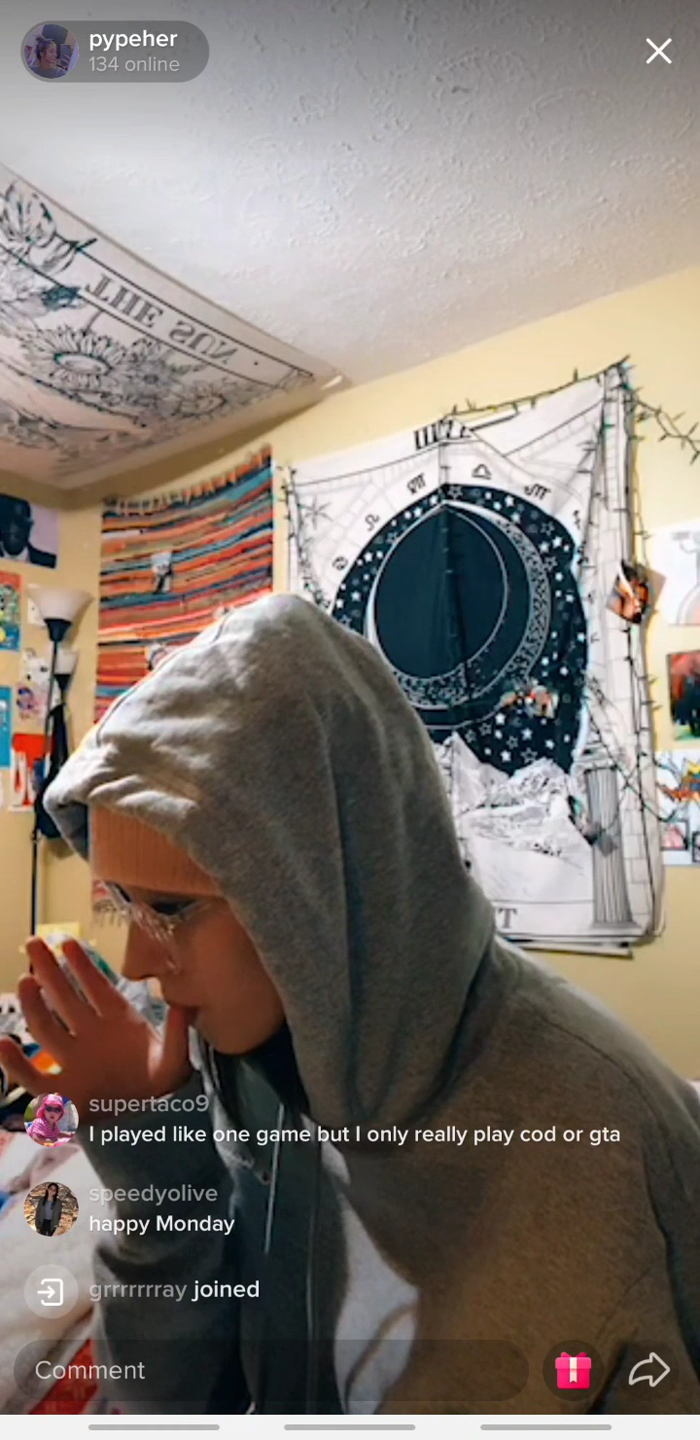 pypeher
134 online
THE SUN
T
supertaco9
I played like one game but I only really play cod or gta
speedyolive
happy Monday
grrrrrrray joined
Comment